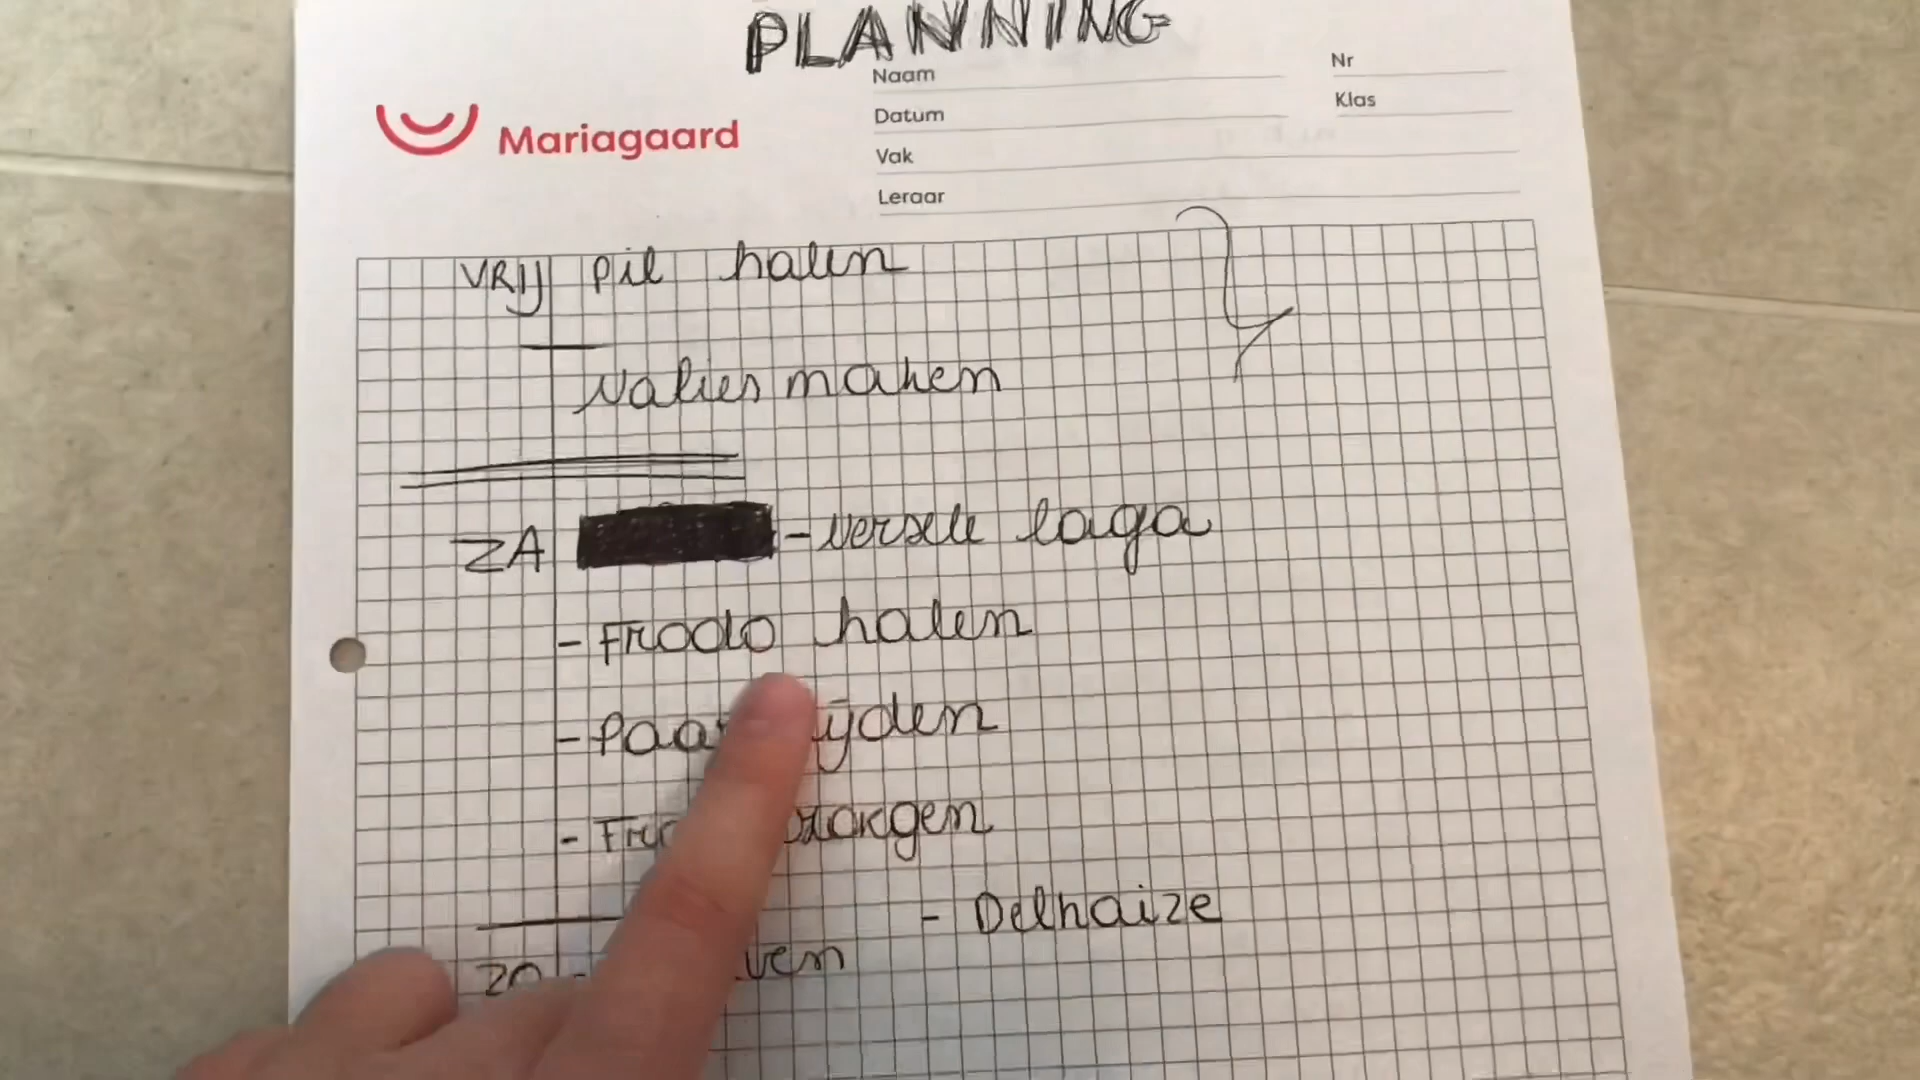 PLANNING
Naam
Nr
Datum
Klas
Vak
Leraar
Mariagaard
VRIJ pil halen
Valies maken
ZA - versele laga
- Frodo halen
- Delhaize
ZO -